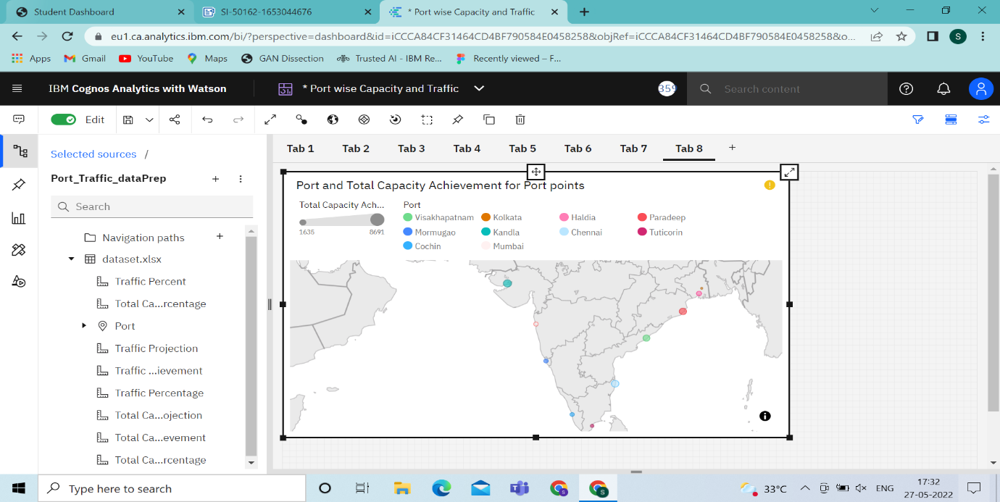 Student Dashboard
SI-50162-1653044676
* Port wise Capacity and Traffic
eu1.ca.analytics.ibm.com/bi/?perspective=dashboard&id=iCCCA84CF31464CD4BF790584E0458258&objRef=iCCCA84CF31464CD4BF790584E0458258&o...
S
Apps
Gmail
YouTube
Maps
GAN Dissection
Trusted AI - IBM Re...
Recently viewed – F...
IBM Cognos Analytics with Watson
* Port wise Capacity and Traffic
359
Search content
Edit
Selected sources /
Port_Traffic_dataPrep
Search
Navigation paths
dataset.xlsx
Traffic Percent
Total Ca...rcentage
Port
Traffic Projection
Traffic ...ievement
Traffic Percentage
Total Ca...ojection
Total Ca...evement
Total Ca...rcentage
Tab 1
Tab 2
Tab 3
Tab 4
Tab 5
Tab 6
Tab 7
Tab 8
Port and Total Capacity Achievement for Port points
Total Capacity Ach...
1635
8691
Port
Visakhapatnam
Kolkata
Haldia
Paradeep
Mormugao
Kandla
Chennai
Tuticorin
Cochin
Mumbai
Type here to search
33°C
ENG
17:32
27-05-2022